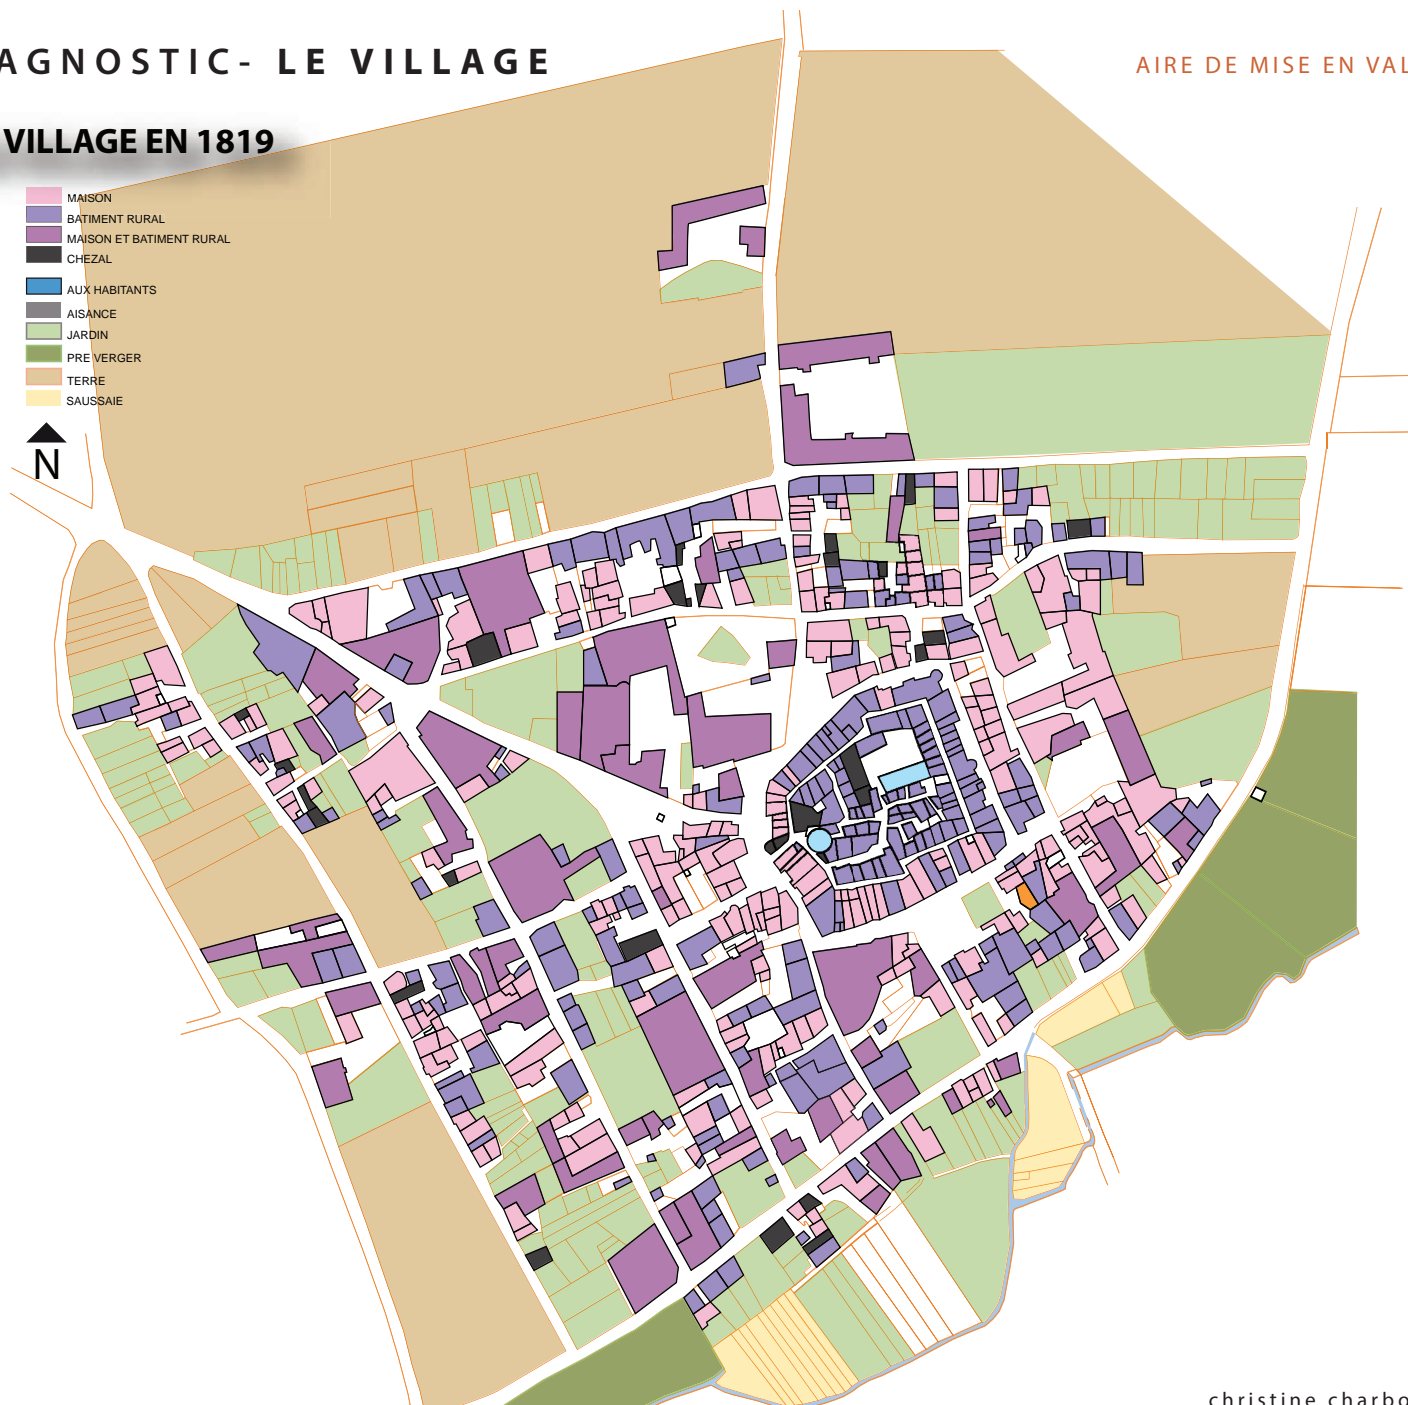 AGNOSTIC- LE VILLAGE
AIRE DE MISE EN VAL
VILLAGE EN 1819
MAISON
BATIMENT RURAL
MAISON ET BATIMENT RURAL
CHEZAL
AUX HABITANTS
AISANCE
JARDIN
PRE VERGER
TERRE
SAUSSAIE
N
christine charbo